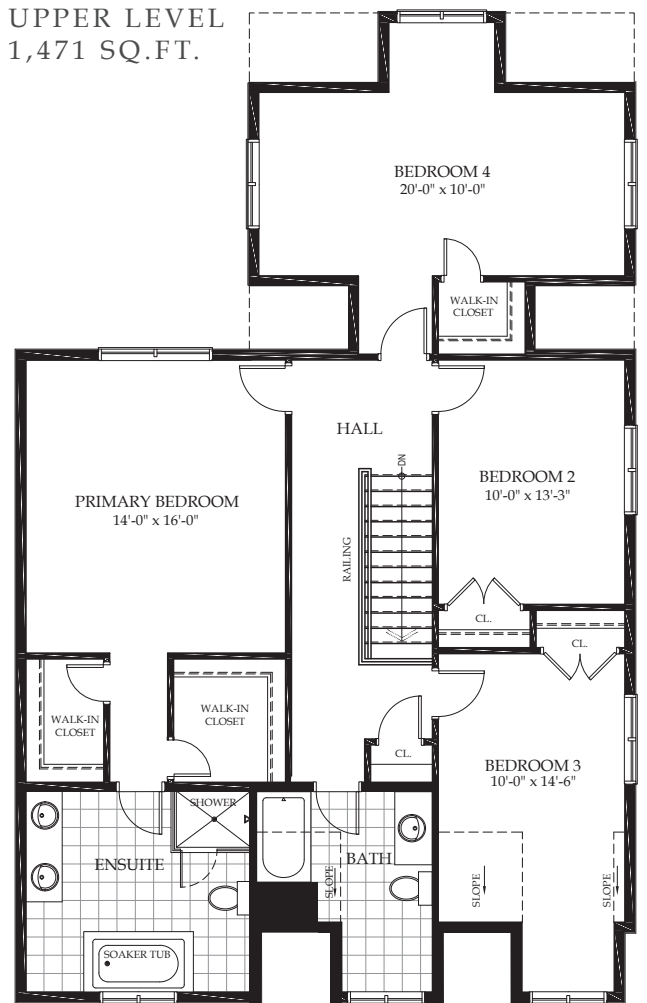 UPPER LEVEL
1,471 SQ.FT.
BEDROOM 4
20'-0" x 10'-0"
WALK-IN
CLOSET
HALL
DN
RAILING
PRIMARY BEDROOM
14'-0" x 16'-0"
BEDROOM 2
10'-0" x 13'-3"
CL.
CL.
WALK-IN
CLOSET
WALK-IN
CLOSET
CL.
BEDROOM 3
10'-0" x 14'-6"
SHOWER
ENSUITE
BATH
SLOPE
SLOPE
SLOPE
SOAKER TUB